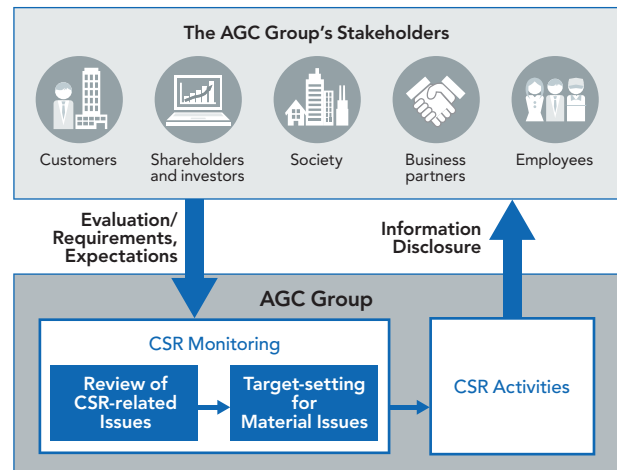 The AGC Group's Stakeholders
Customers
Shareholders
and investors
Society
Business
partners
Employees
Evaluation/
Requirements,
Expectations
Information
Disclosure
AGC Group
CSR Monitoring
Review of
CSR-related
Issues
Target-setting
for
Material Issues
CSR Activities